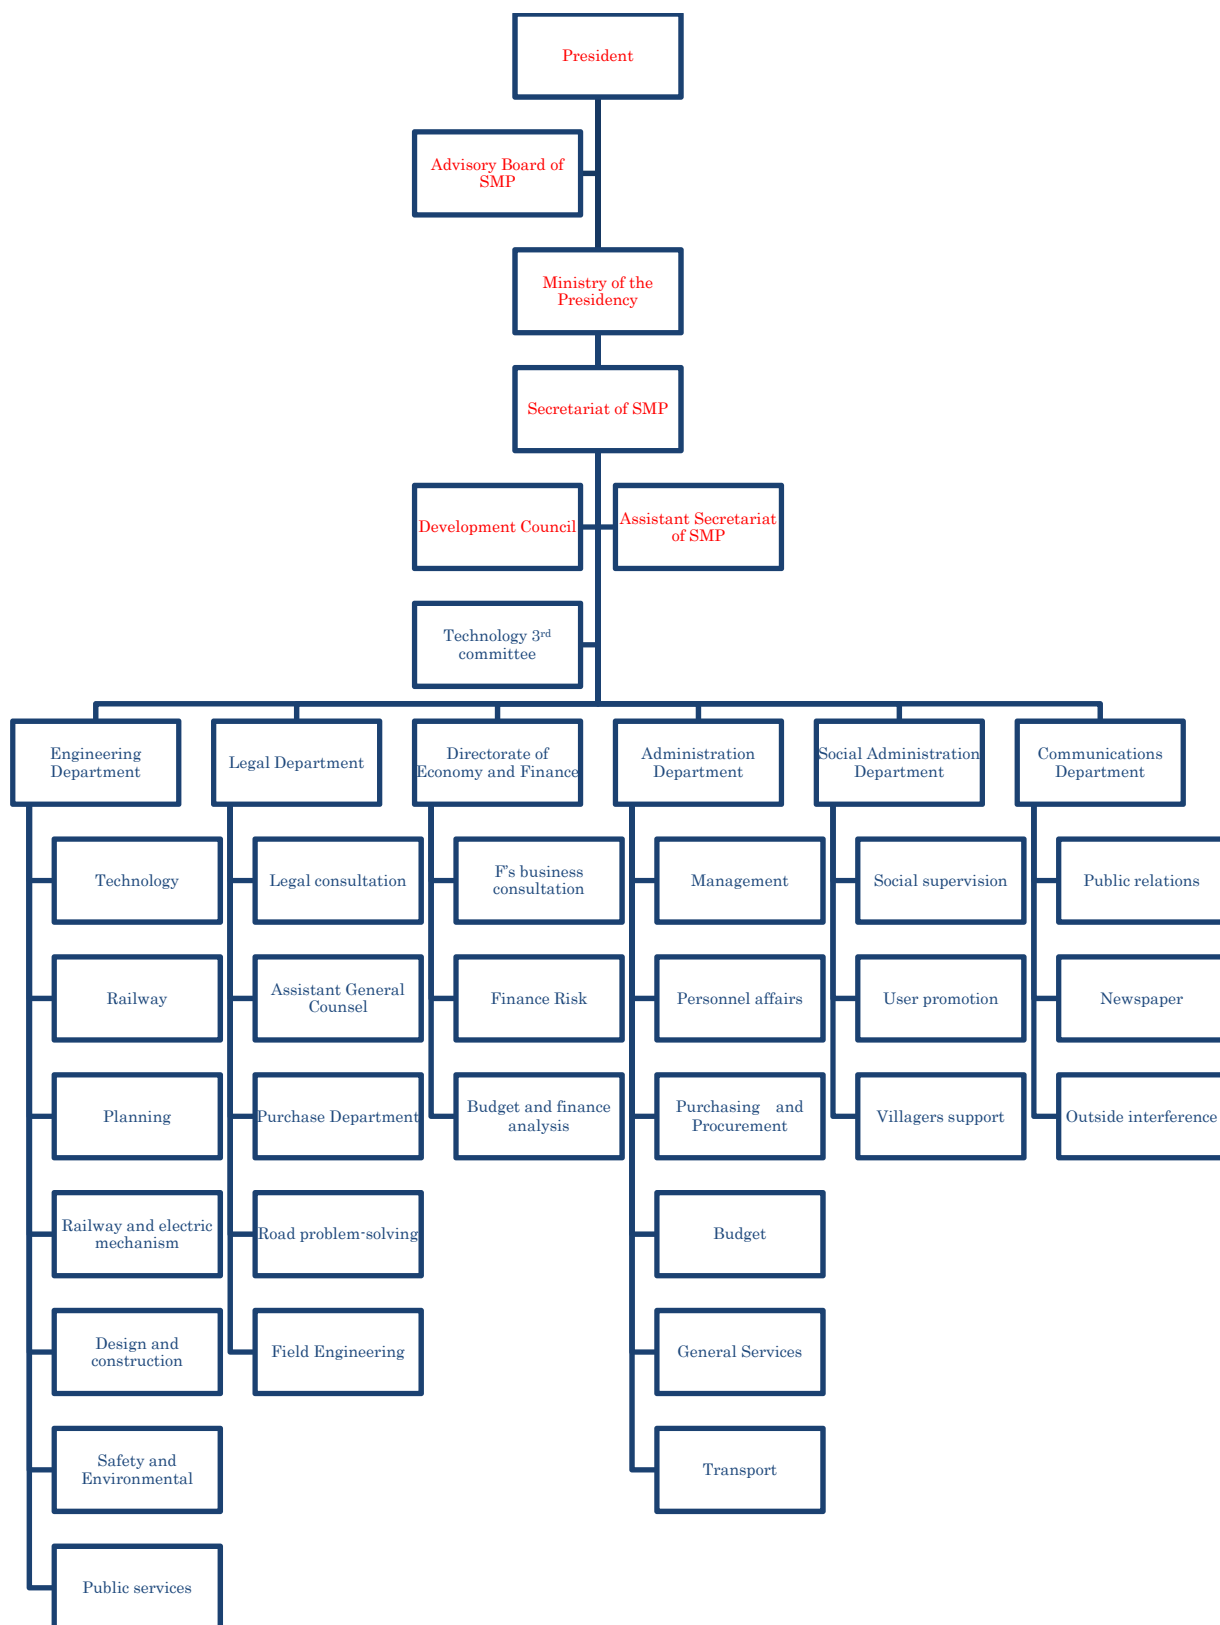 President
Advisory Board of
SMP
Ministry of the
Presidency
Secretariat of SMP
Development Council
Assistant Secretariat
of SMP
Technology 3rd
committee
Engineering
Department
Legal Department
Directorate of
Economy and Finance
Administration
Department
Social Administration
Department
Communications
Department
Technology
Legal consultation
F's business
consultation
Management
Social supervision
Public relations
Railway
Assistant General
Counsel
Finance Risk
Personnel affairs
User promotion
Newspaper
Planning
Purchase Department
Budget and finance
analysis
Purchasing and
Procurement
Villagers support
Outside interference
Railway and electric
mechanism
Road problem-solving
Budget
Design and
construction
Field Engineering
General Services
Safety and
Environmental
Transport
Public services